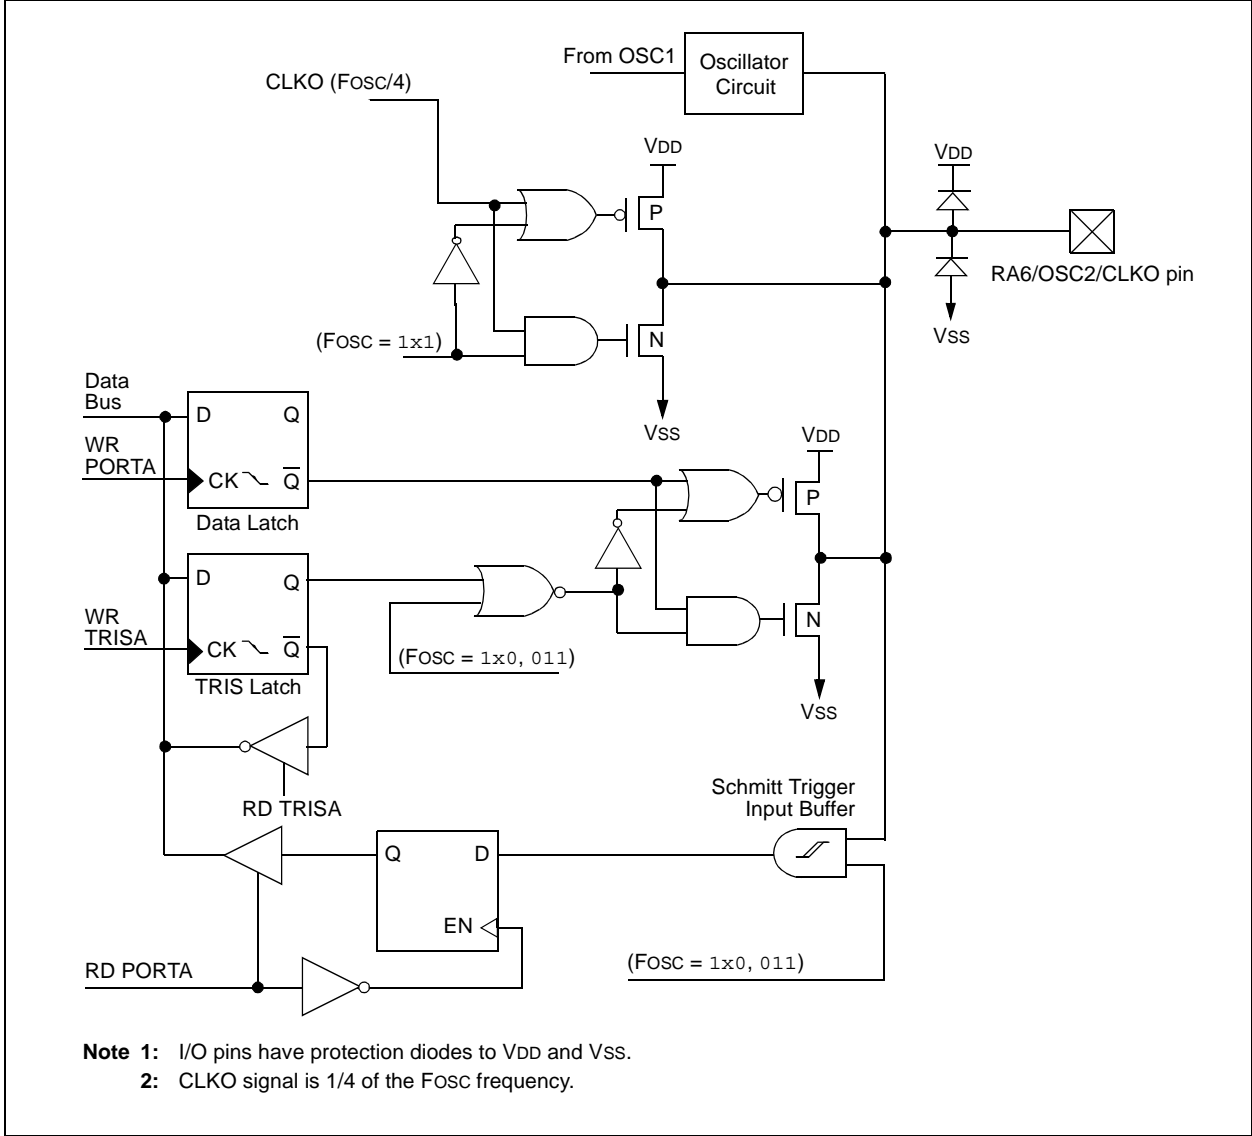 From OSC1
Oscillator
Circuit
CLKO (FOSC/4)
VDD
P
VDD
RA6/OSC2/CLKO pin
VSS
(FOSC = 1x1)
N
VSS
Data
Bus
D
Q
WR
PORTA
CK
Q
Data Latch
VDD
P
D
Q
WR
TRISA
CK
Q
TRIS Latch
(FOSC = 1x0, 011)
N
VSS
RD TRISA
Schmitt Trigger
Input Buffer
Q
D
EN
RD PORTA
(FOSC = 1x0, 011)
Note 1: I/O pins have protection diodes to VDD and VSS.
2: CLKO signal is 1/4 of the FOSC frequency.